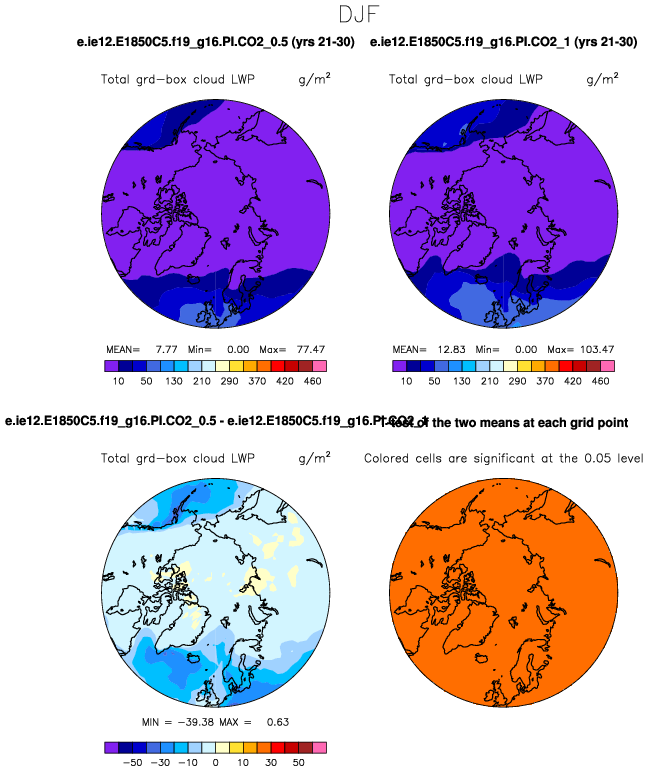 DJF
e.ie12.E1850C5.f19_g16.PI.CO2_0.5 (yrs 21-30)
e.ie12.E1850C5.f19_g16.PI.CO2_1 (yrs 21-30)
Total grd-box cloud LWP g/m²
Total grd-box cloud LWP g/m²
MEAN= 7.77 Min= 0.00 Max= 77.47
MEAN= 12.83 Min= 0.00 Max= 103.47
10 50 130 210 290 370 420 460
10 50 130 210 290 370 420 460
e.ie12.E1850C5.f19_g16.PI.CO2_0.5 - e.ie12.E1850C5.f19_g16.PI.CO2_1
T-test of the two means at each grid point
Total grd-box cloud LWP g/m²
Colored cells are significant at the 0.05 level
MIN = -39.38 MAX = 0.63
-50 -30 -10 0 10 30 50